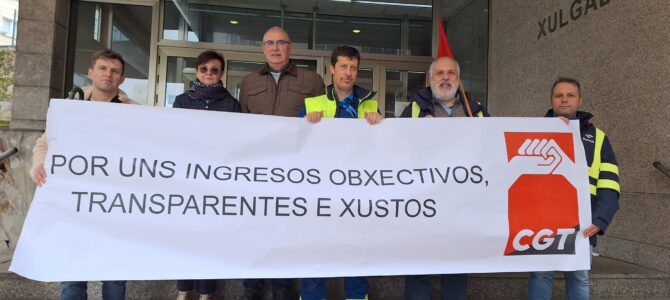 XULGAD
POR UNS INGRESOS OBXECTIVOS,
TRANSPARENTES E XUSTOS
CGT